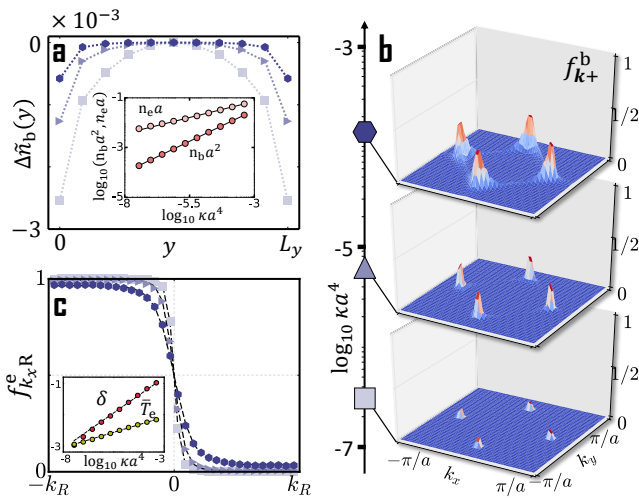 × 10⁻³
a
0
−3
Δñ_b(y)
0
y
L_y
-1
-3
-5
log₁₀ (n_b a², n_e a)
n_e a
n_b a²
-8
-3
log₁₀ κa⁴
c
1
0
f^e_{k_x R}
−k_R
0
k_R
-1
-3
δ
T̄_e
-8
-3
log₁₀ κa⁴
b
-3
-5
-7
log₁₀ κa⁴
f^b_{k+}
1
1/2
0
1
1/2
0
1
1/2
0
−π/a
k_x
π/a
−π/a
k_y
π/a